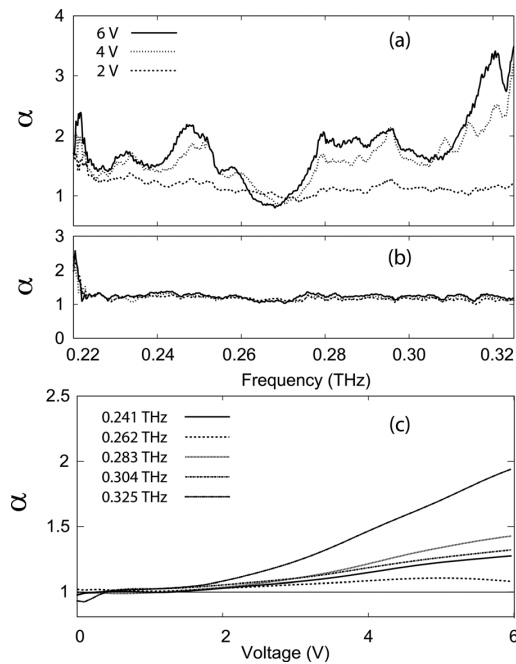 4
6 V
(a)
4 V
2 V
3
α
2
1
3
(b)
2
α
1
0
0.22
0.24
0.26
0.28
0.30
0.32
Frequency (THz)
2.5
0.241 THz
(c)
0.262 THz
0.283 THz
2
0.304 THz
0.325 THz
α
1.5
1
0
2
4
6
Voltage (V)